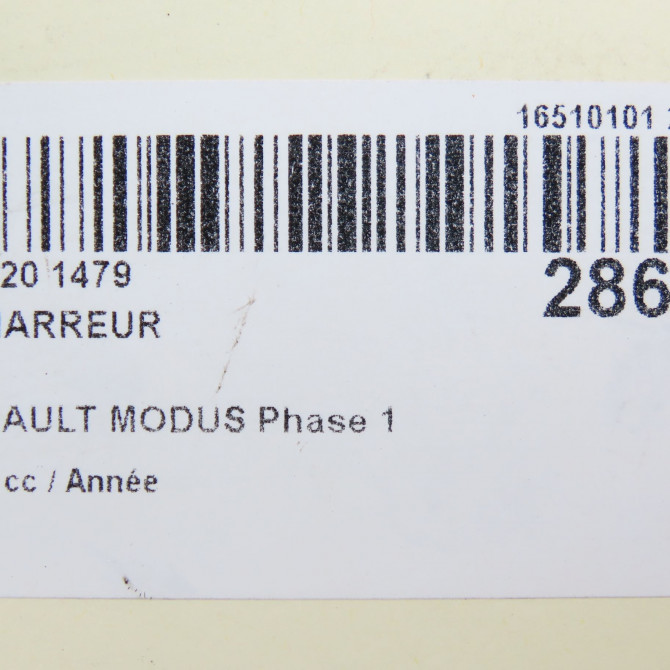 16510101
20 1479
286
ARREUR
AULT MODUS Phase 1
cc / Année